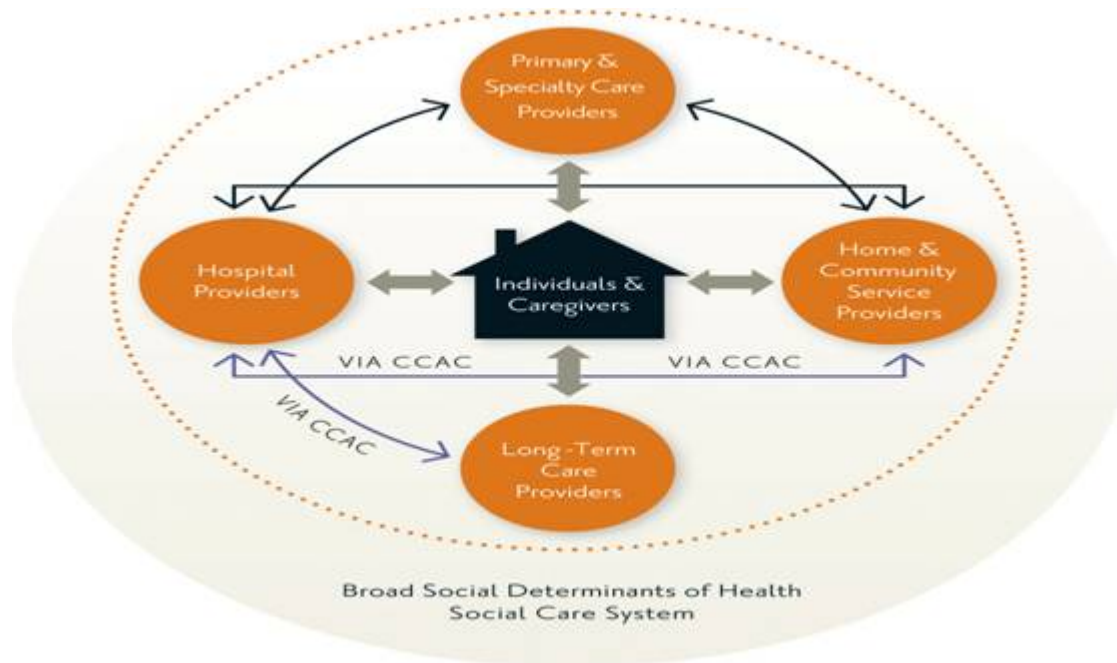 Primary &
Specialty Care
Providers
Hospital
Providers
Individuals &
Caregivers
Home &
Community
Service
Providers
VIA CCAC
VIA CCAC
VIA CCAC
Long-Term
Care
Providers
Broad Social Determinants of Health
Social Care System